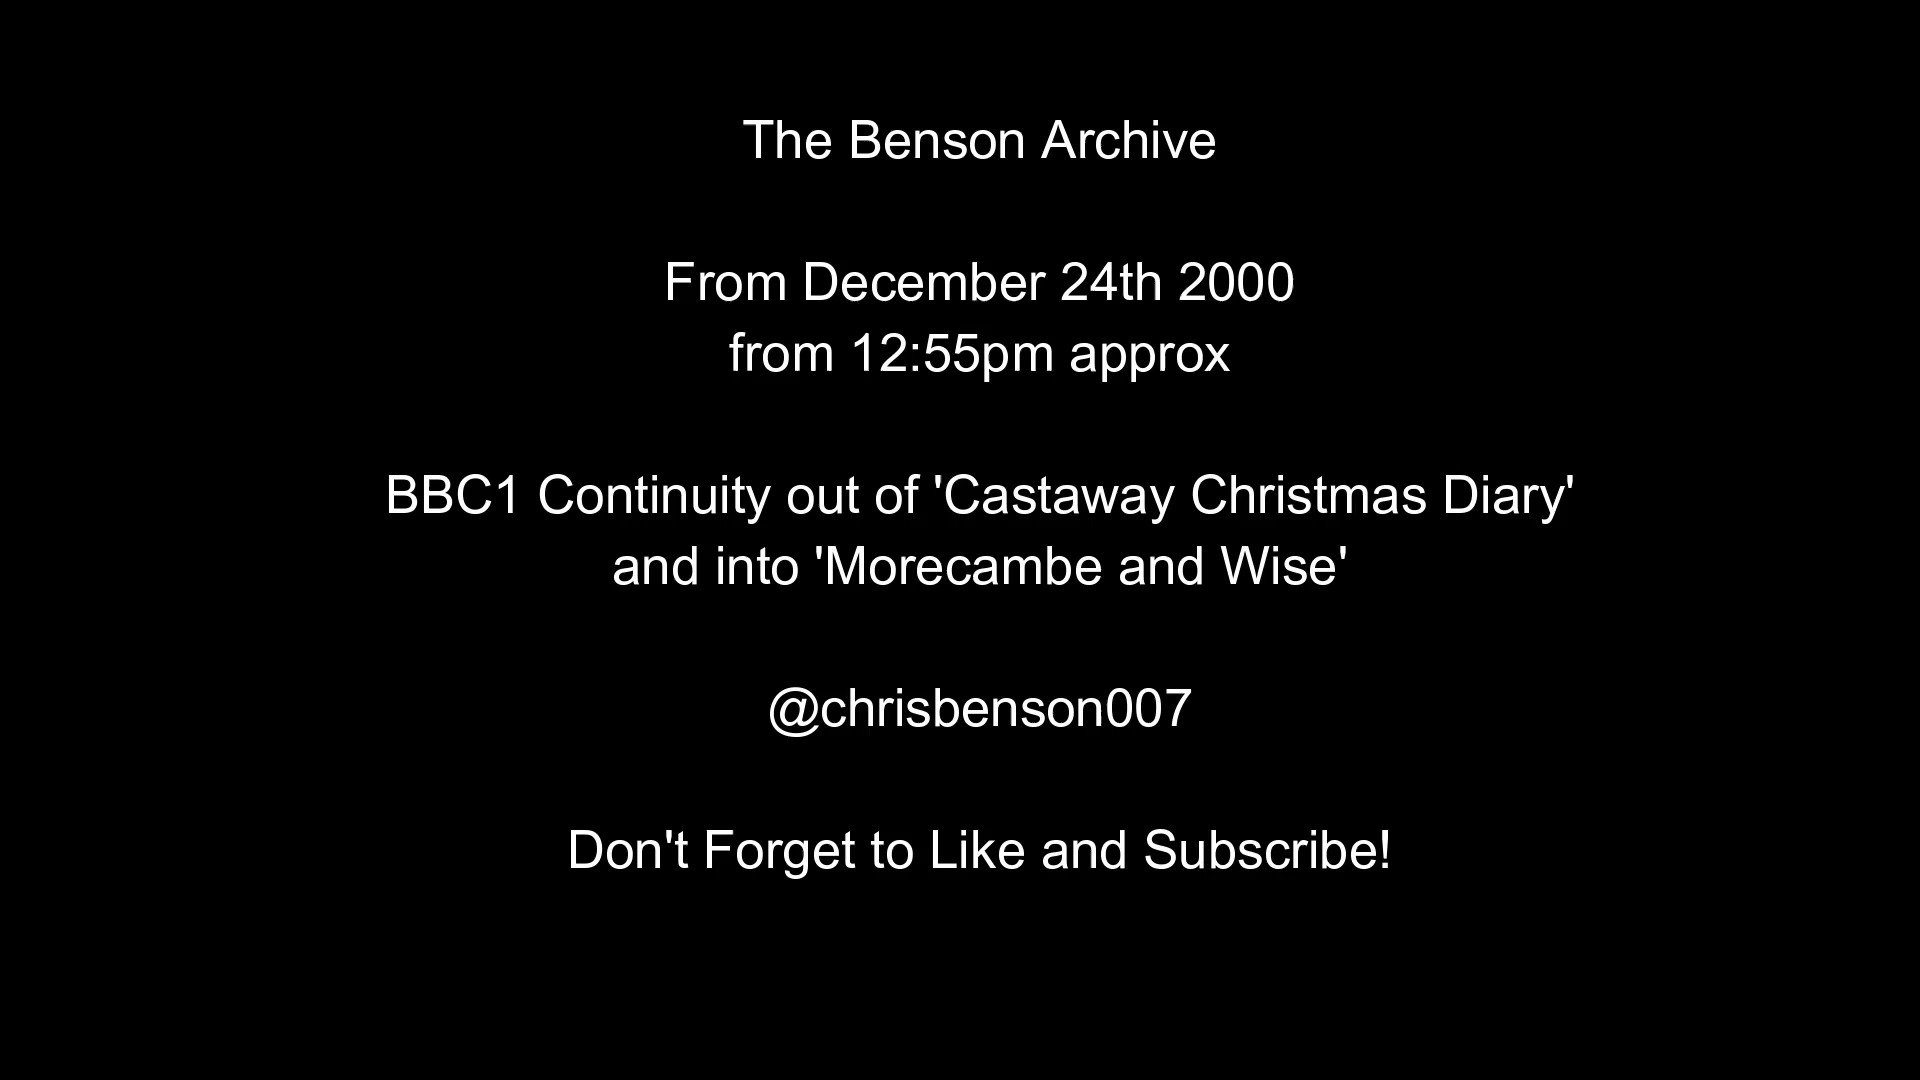 The Benson Archive
From December 24th 2000
from 12:55pm approx
BBC1 Continuity out of 'Castaway Christmas Diary'
and into 'Morecambe and Wise'
@chrisbenson007
Don't Forget to Like and Subscribe!